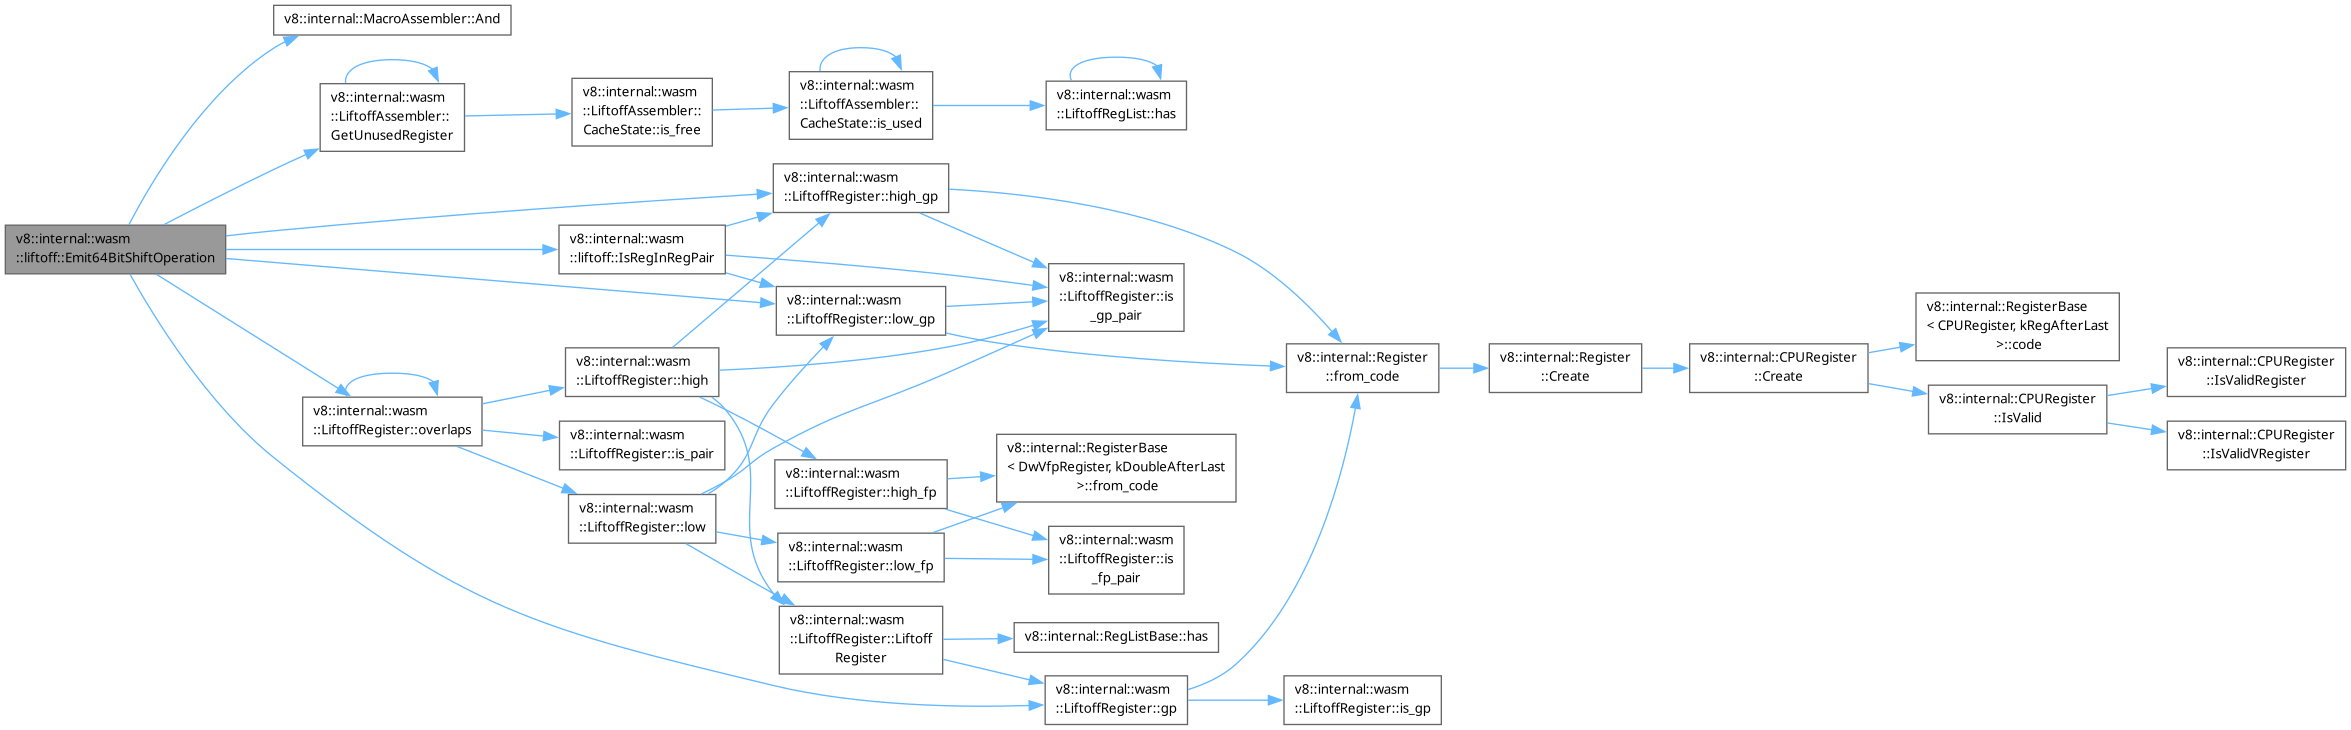 v8::internal::MacroAssembler::And
v8::internal::wasm
::LiftoffAssembler::
GetUnusedRegister
v8::internal::wasm
::LiftoffAssembler::
CacheState::is_free
v8::internal::wasm
::LiftoffAssembler::
CacheState::is_used
v8::internal::wasm
::LiftoffRegList::has
v8::internal::wasm
::liftoff::Emit64BitShiftOperation
v8::internal::wasm
::LiftoffRegister::high_gp
v8::internal::wasm
::liftoff::IsRegInRegPair
v8::internal::wasm
::LiftoffRegister::low_gp
v8::internal::wasm
::LiftoffRegister::is
_gp_pair
v8::internal::wasm
::LiftoffRegister::high
v8::internal::wasm
::LiftoffRegister::overlaps
v8::internal::wasm
::LiftoffRegister::is_pair
v8::internal::wasm
::LiftoffRegister::low
v8::internal::wasm
::LiftoffRegister::high_fp
v8::internal::wasm
::LiftoffRegister::low_fp
v8::internal::RegisterBase
< DwVfpRegister, kDoubleAfterLast
>::from_code
v8::internal::wasm
::LiftoffRegister::is
_fp_pair
v8::internal::wasm
::LiftoffRegister::Liftoff
Register
v8::internal::RegListBase::has
v8::internal::wasm
::LiftoffRegister::gp
v8::internal::wasm
::LiftoffRegister::is_gp
v8::internal::Register
::from_code
v8::internal::Register
::Create
v8::internal::CPURegister
::Create
v8::internal::RegisterBase
< CPURegister, kRegAfterLast
>::code
v8::internal::CPURegister
::IsValid
v8::internal::CPURegister
::IsValidRegister
v8::internal::CPURegister
::IsValidVRegister